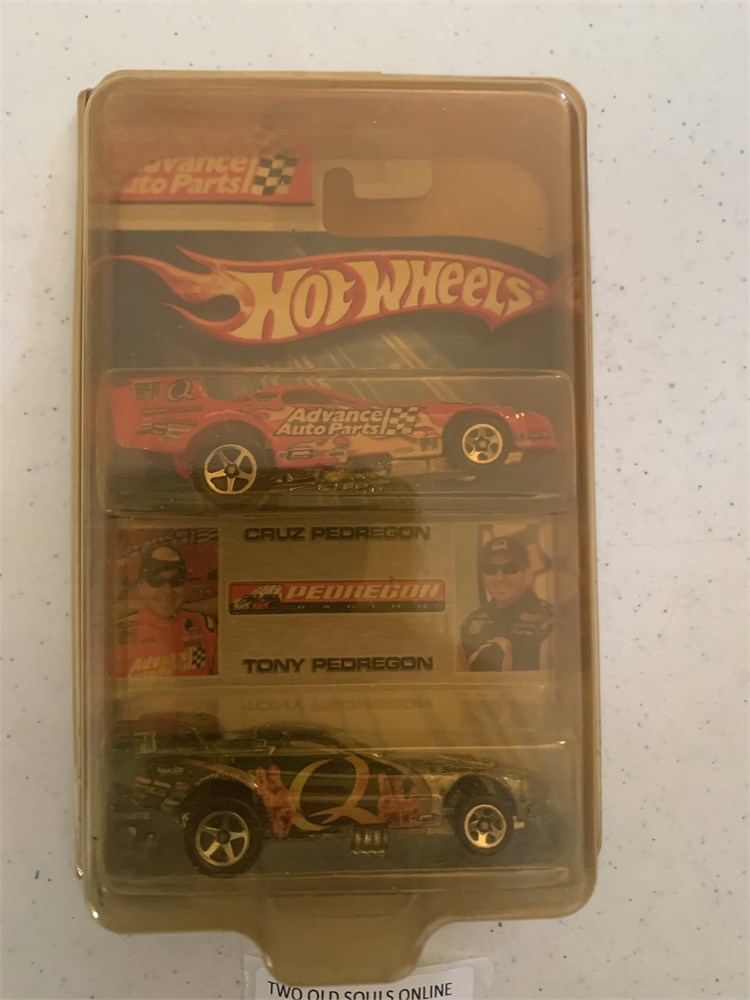 Advance
Auto Parts
HOT WHEELS
Q
Advance
Auto Parts
CRUZ PEDREGON
PEDREGON
RACING
TONY PEDREGON
Q
TWO OLD SOULS ONLINE